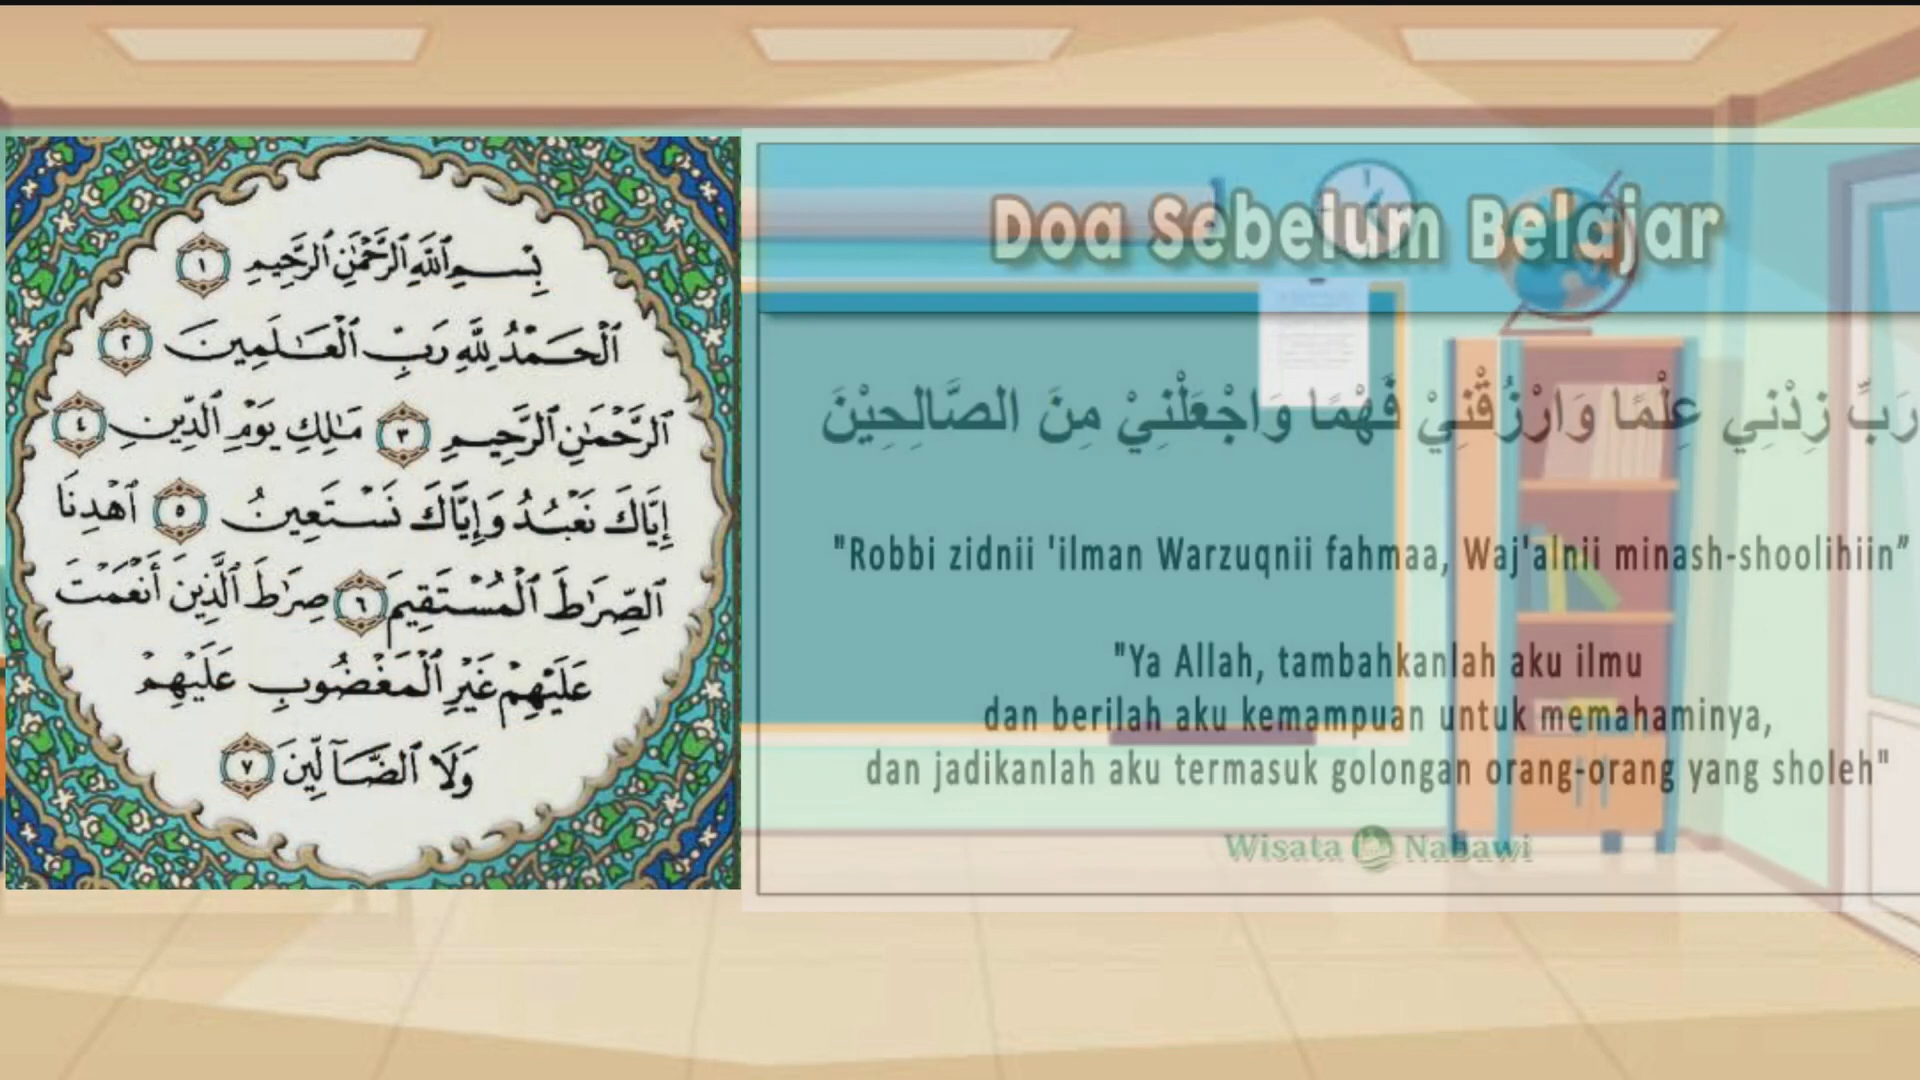 بِسْمِ ٱللَّهِ ٱلرَّحْمَٰنِ ٱلرَّحِيمِ ١
ٱلْحَمْدُ لِلَّهِ رَبِّ ٱلْعَٰلَمِينَ ٢
ٱلرَّحْمَٰنِ ٱلرَّحِيمِ ٣ مَٰلِكِ يَوْمِ ٱلدِّينِ ٤
إِيَّاكَ نَعْبُدُ وَإِيَّاكَ نَسْتَعِينُ ٥ ٱهْدِنَا
ٱلصِّرَٰطَ ٱلْمُسْتَقِيمَ ٦ صِرَٰطَ ٱلَّذِينَ أَنْعَمْتَ
عَلَيْهِمْ غَيْرِ ٱلْمَغْضُوبِ عَلَيْهِمْ
وَلَا ٱلضَّآلِّينَ ٧
Doa Sebelum Belajar
رَبِّ زِدْنِي عِلْمًا وَارْزُقْنِيْ فَهْمًا وَاجْعَلْنِيْ مِنَ الصَّالِحِيْنَ
"Robbi zidnii 'ilman Warzuqnii fahmaa, Waj'alnii minash-shoolihiin"
"Ya Allah, tambahkanlah aku ilmu
dan berilah aku kemampuan untuk memahaminya,
dan jadikanlah aku termasuk golongan orang-orang yang sholeh"
Wisata Nabawi